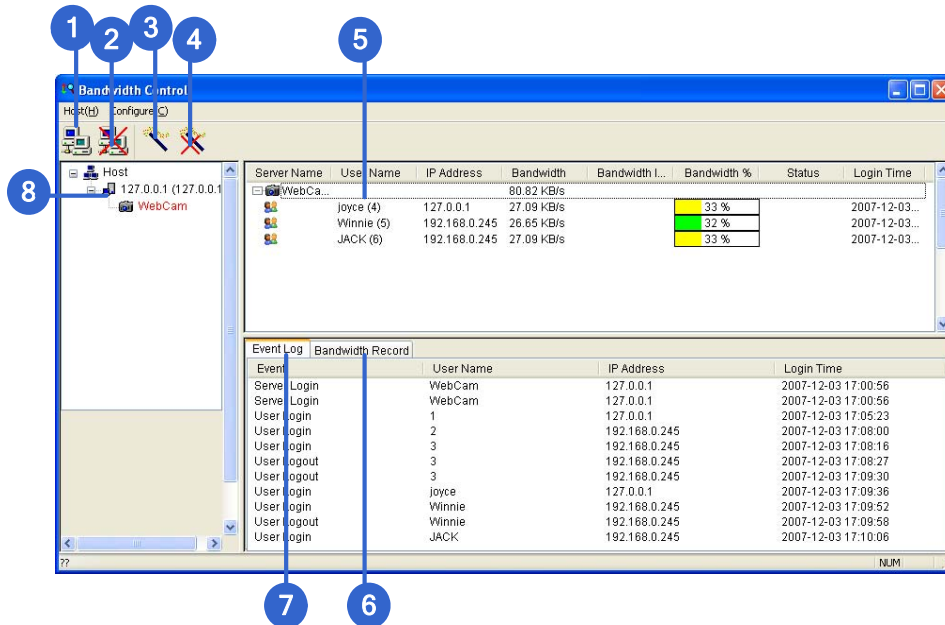 1 2 3 4 5
Bandwidth Control
Host(H) Configure(C)
8
Host
127.0.0.1 (127.0.0.1
WebCam
Server Name User Name IP Address Bandwidth Bandwidth l... Bandwidth % Status Login Time
WebCa... 80.82 KB/s
joyce (4) 127.0.0.1 27.09 KB/s 33 % 2007-12-03...
Winnie (5) 192.168.0.245 26.65 KB/s 32 % 2007-12-03...
JACK (6) 192.168.0.245 27.09 KB/s 33 % 2007-12-03...
Event Log Bandwidth Record
Event User Name IP Address Login Time
Server Login WebCam 127.0.0.1 2007-12-03 17:00:56
Server Login WebCam 127.0.0.1 2007-12-03 17:00:56
User Login 1 127.0.0.1 2007-12-03 17:05:23
User Login 2 192.168.0.245 2007-12-03 17:08:00
User Login 3 192.168.0.245 2007-12-03 17:08:16
User Logout 3 192.168.0.245 2007-12-03 17:08:27
User Logout 3 192.168.0.245 2007-12-03 17:09:30
User Login joyce 127.0.0.1 2007-12-03 17:09:36
User Login Winnie 192.168.0.245 2007-12-03 17:09:52
User Logout Winnie 192.168.0.245 2007-12-03 17:09:58
User Login JACK 192.168.0.245 2007-12-03 17:10:06
?? NUM
7 6